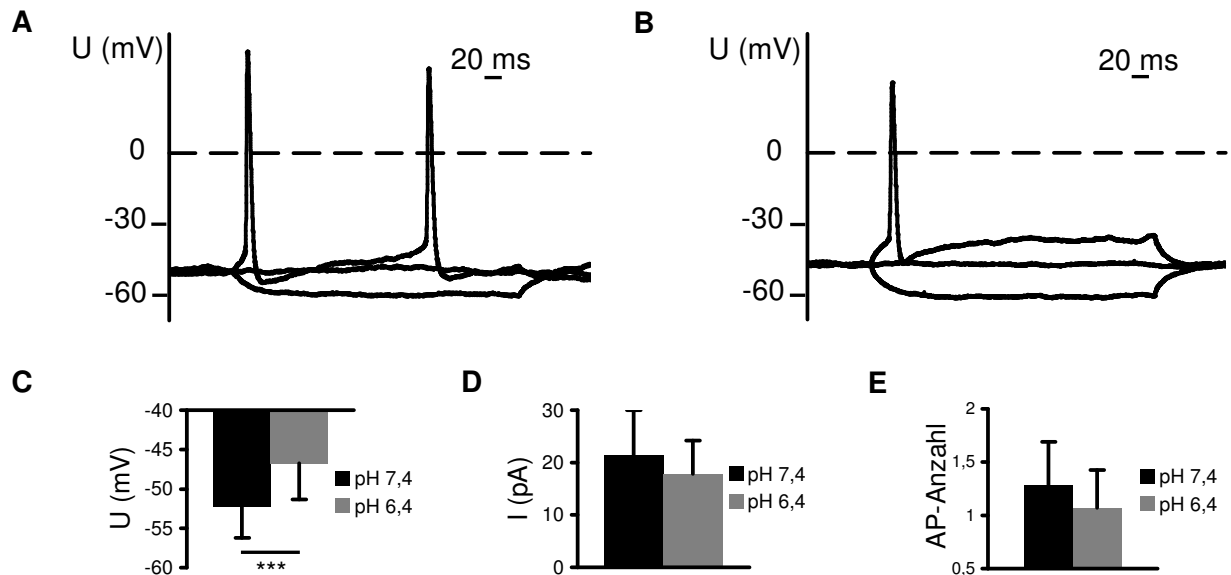 A
U (mV)
20 ms
0
-30
-60
B
U (mV)
20 ms
0
-30
-60
C
U (mV)
-40
-45
-50
-55
-60
***
pH 7,4
pH 6,4
D
I (pA)
30
20
10
0
pH 7,4
pH 6,4
E
AP-Anzahl
2
1,5
1
0,5
pH 7,4
pH 6,4